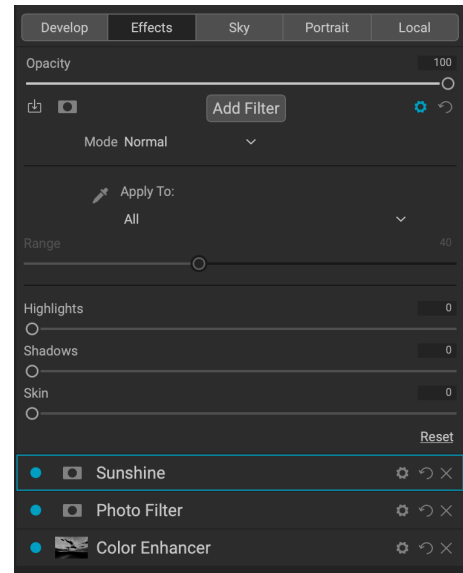 Develop Effects Sky Portrait Local
Opacity 100
Add Filter
Mode Normal
Apply To:
All
Range 40
Highlights 0
Shadows 0
Skin 0
Reset
Sunshine
Photo Filter
Color Enhancer